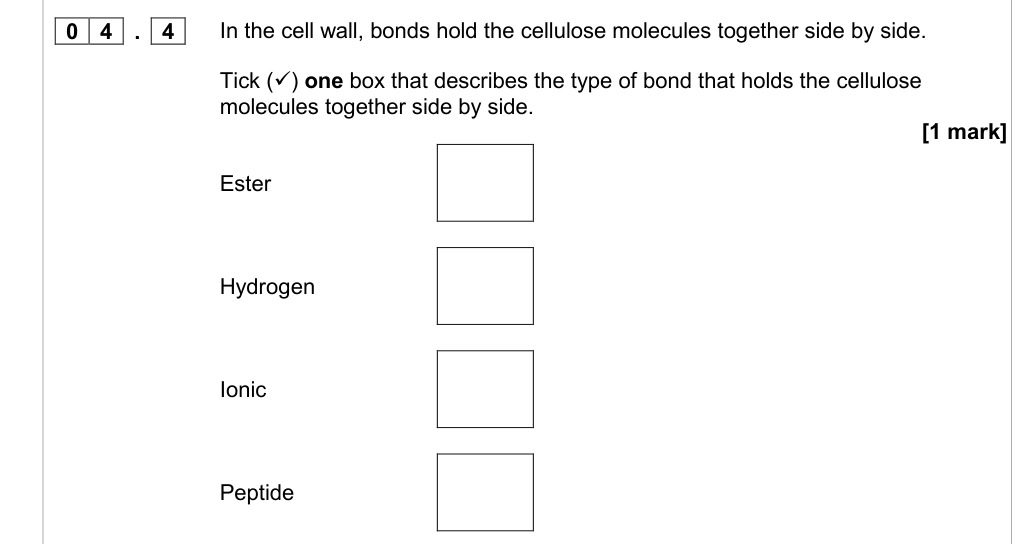 0 4 . 4 In the cell wall, bonds hold the cellulose molecules together side by side.
Tick (✓) one box that describes the type of bond that holds the cellulose
molecules together side by side.
[1 mark]
Ester
Hydrogen
Ionic
Peptide